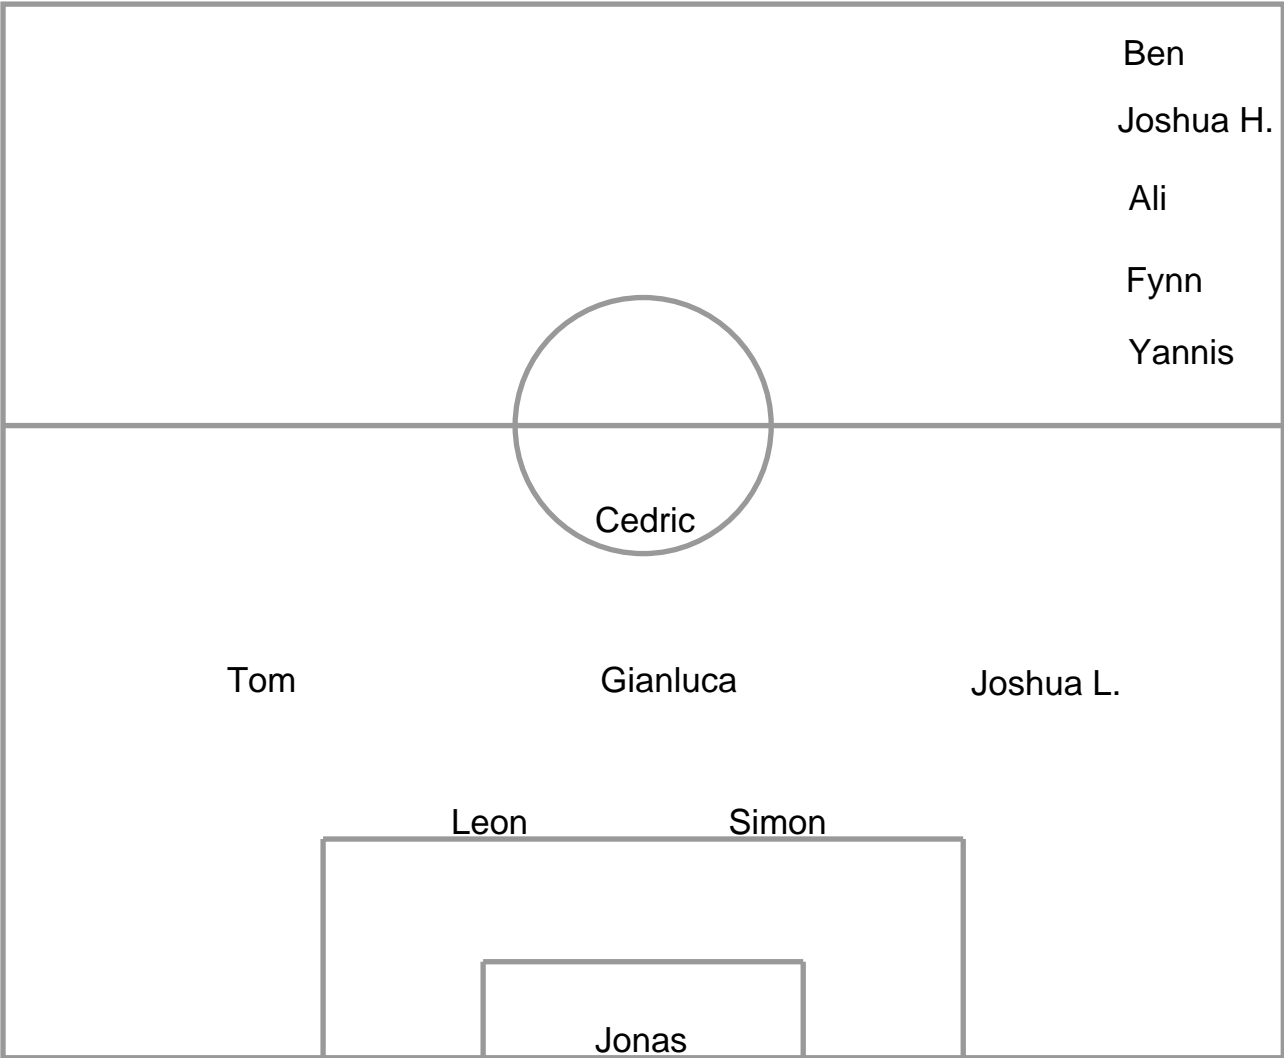 Ben
Joshua H.
Ali
Fynn
Yannis
Cedric
Tom Gianluca Joshua L.
Leon Simon
Jonas